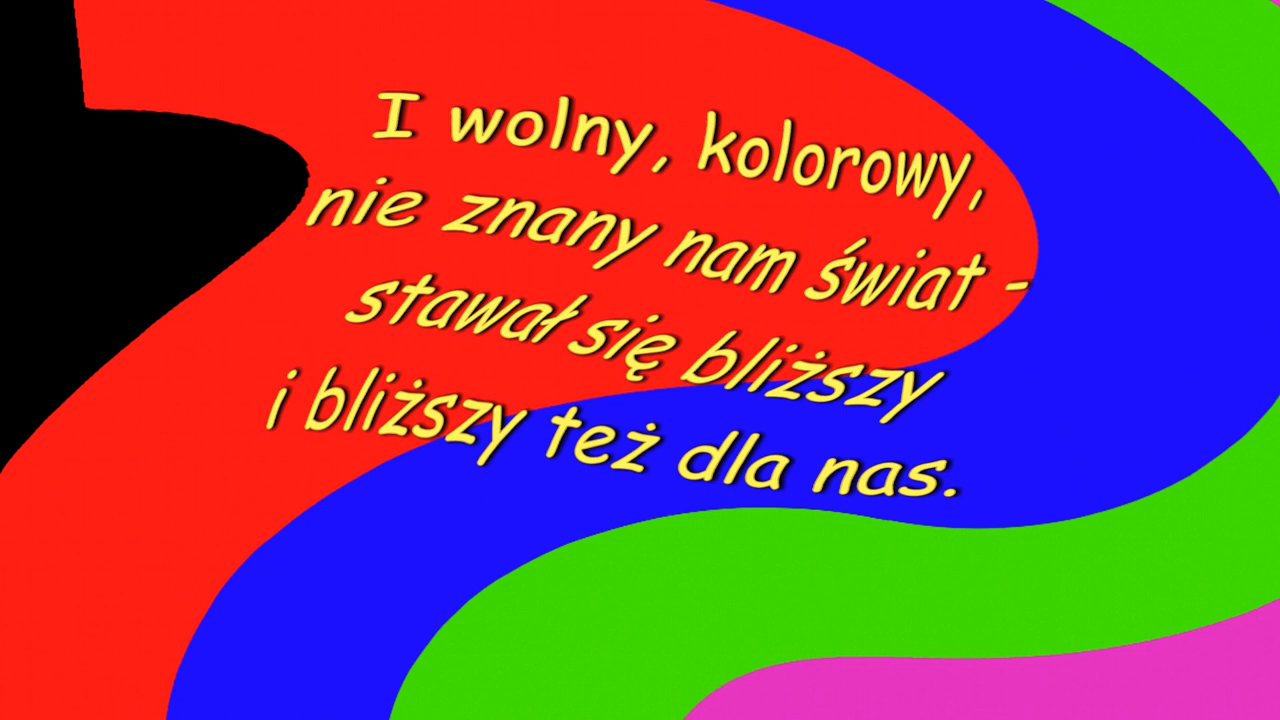 I wolny, kolorowy,
nie znany nam świat -
stawał się bliższy
i bliższy też dla nas.